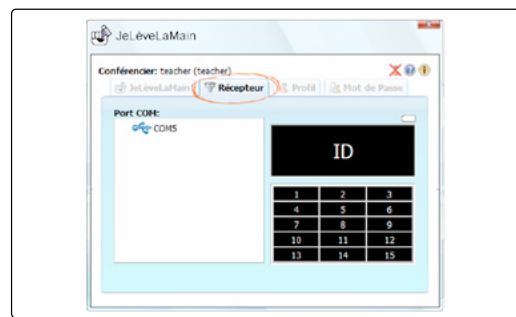 JeLèveLaMain
Conférencier: teacher (teacher)
JeLèveLaMain Récepteur Profil Mot de Passe
Port COM:
COM5
ID
1 2 3
4 5 6
7 8 9
10 11 12
13 14 15